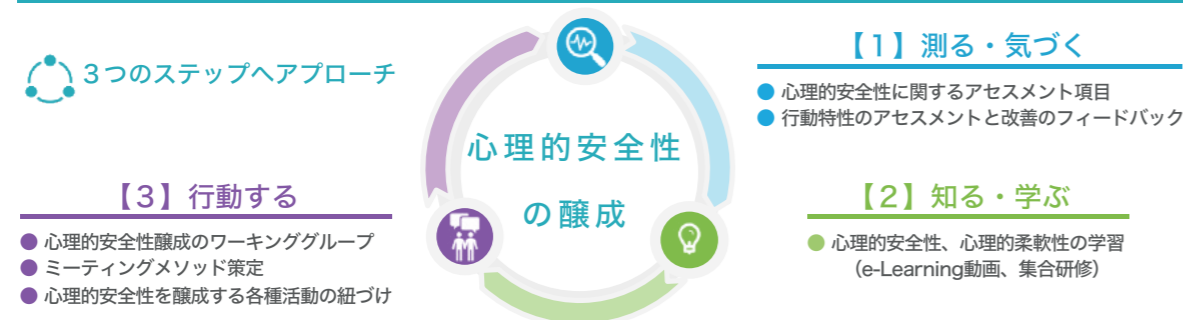 3つのステップへアプローチ
心理的安全性
の醸成
【1】測る・気づく
● 心理的安全性に関するアセスメント項目
● 行動特性のアセスメントと改善のフィードバック
【2】知る・学ぶ
● 心理的安全性、心理的柔軟性の学習
(e-Learning動画、集合研修)
【3】行動する
● 心理的安全性醸成のワーキンググループ
● ミーティングメソッド策定
● 心理的安全性を醸成する各種活動の紐づけ